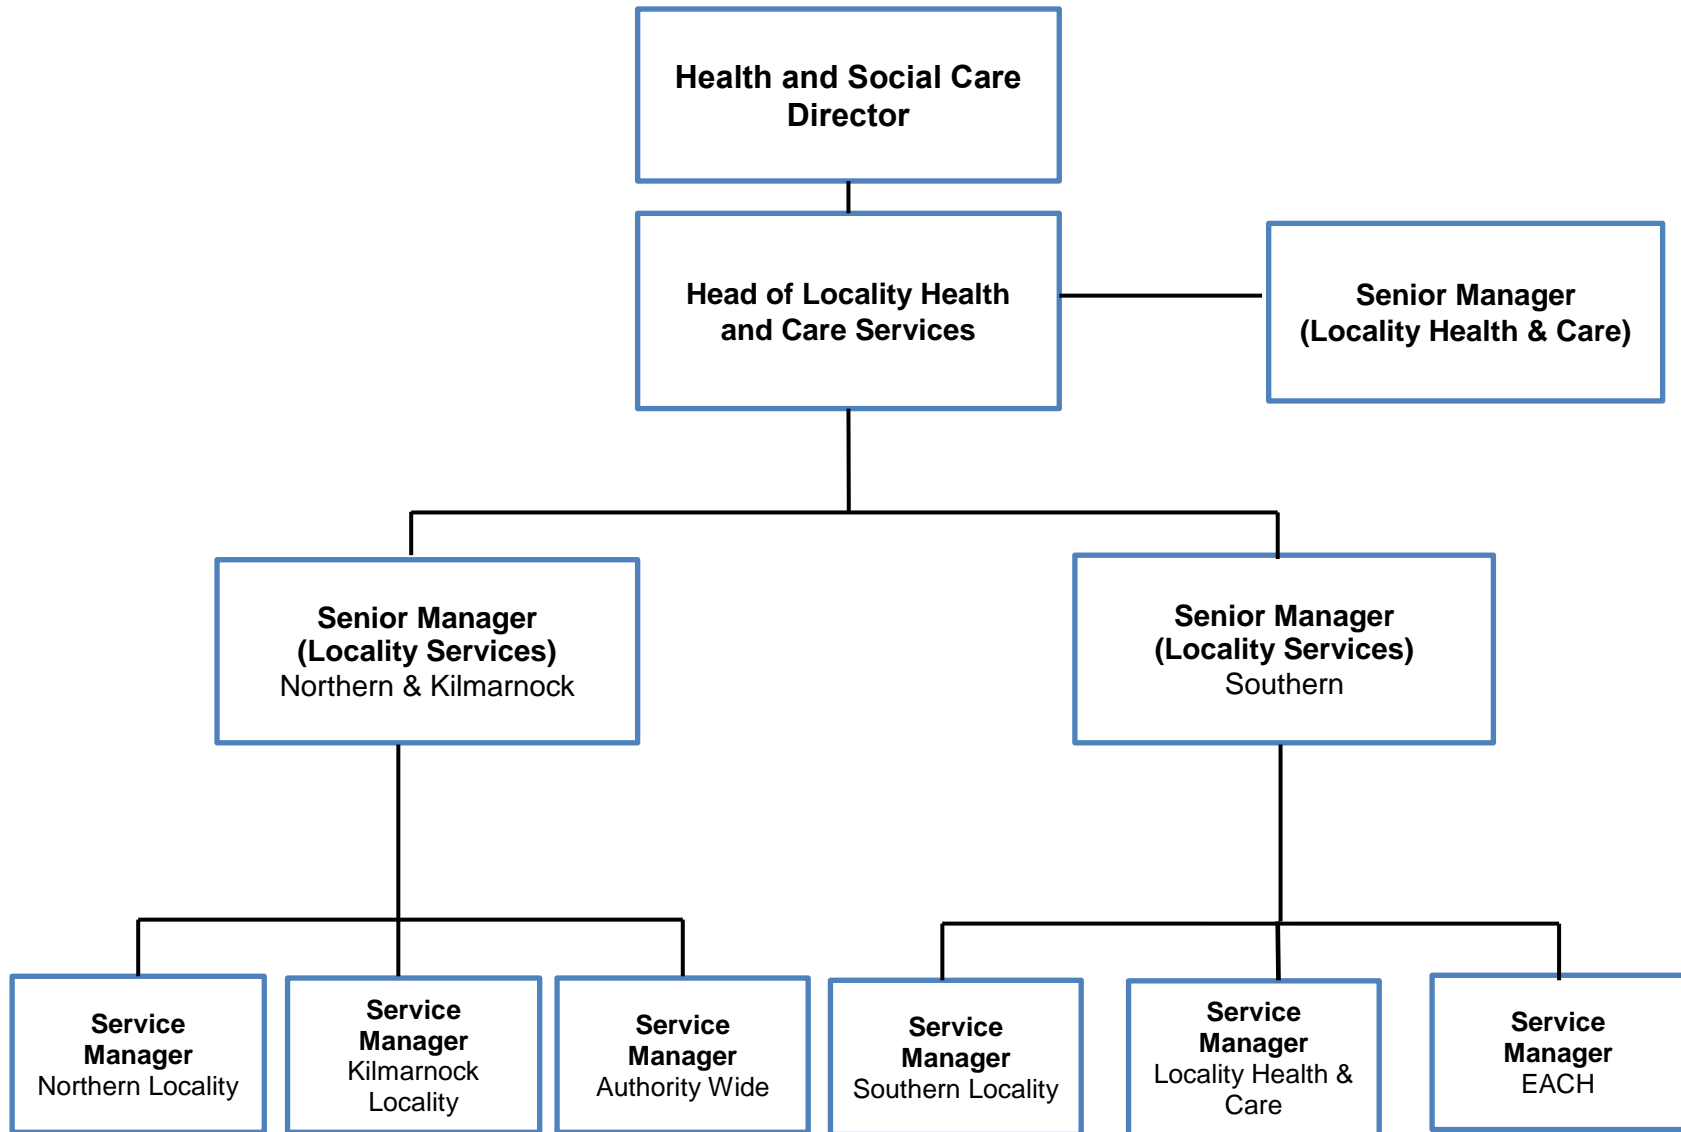 Health and Social Care
Director
Head of Locality Health
and Care Services
Senior Manager
(Locality Health & Care)
Senior Manager
(Locality Services)
Northern & Kilmarnock
Senior Manager
(Locality Services)
Southern
Service
Manager
Northern Locality
Service
Manager
Kilmarnock
Locality
Service
Manager
Authority Wide
Service
Manager
Southern Locality
Service
Manager
Locality Health &
Care
Service
Manager
EACH